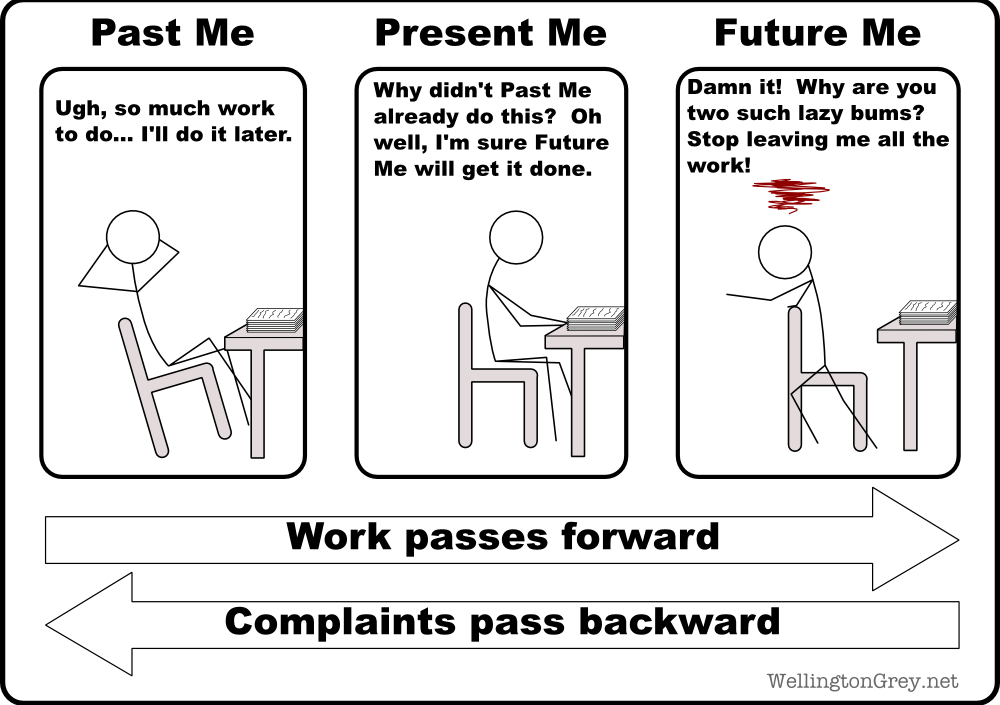 Past Me
Present Me
Future Me
Ugh, so much work
to do... I'll do it later.
Why didn't Past Me
already do this?  Oh
well, I'm sure Future
Me will get it done.
Damn it!  Why are you
two such lazy bums?
Stop leaving me all the
work!
Work passes forward
Complaints pass backward
WellingtonGrey.net